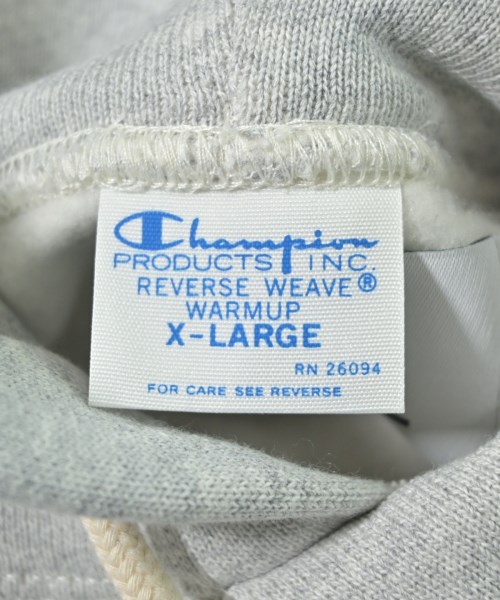 Champion
PRODUCTS INC.
REVERSE WEAVE®
WARMUP
X-LARGE
RN 26094
FOR CARE SEE REVERSE